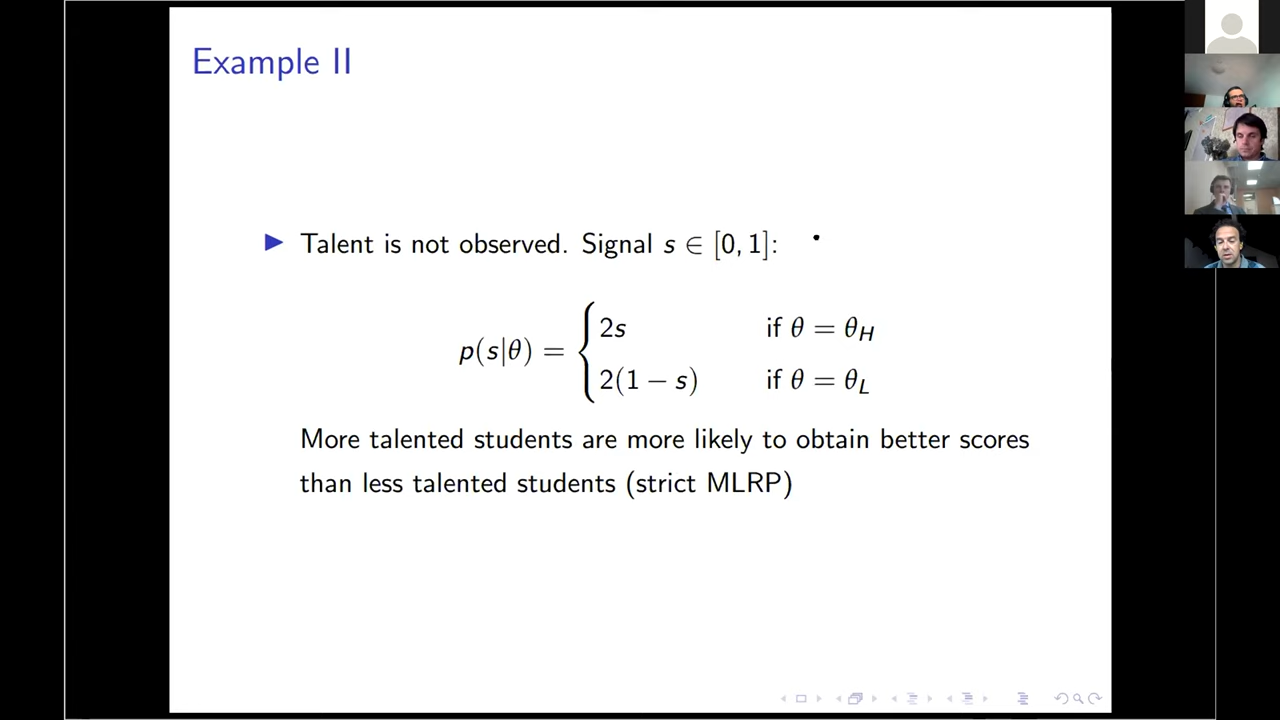 Example II
Talent is not observed. Signal s ∈ [0, 1]:
p(s|θ) = { 2s if θ = θ_H
2(1 − s) if θ = θ_L
More talented students are more likely to obtain better scores
than less talented students (strict MLRP)